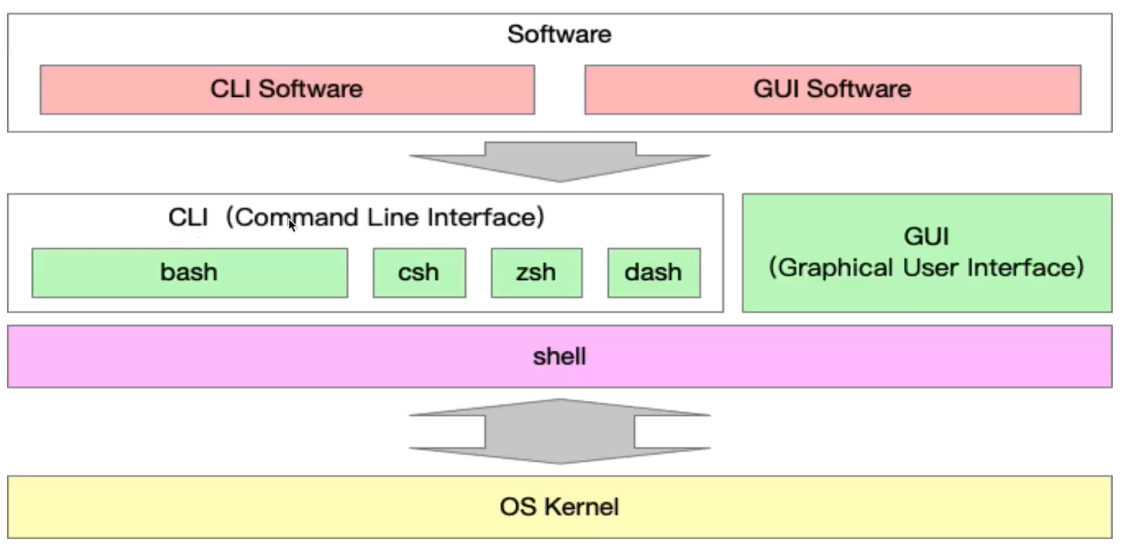 Software
CLI Software
GUI Software
CLI （Command Line Interface）
bash
csh
zsh
dash
GUI
（Graphical User Interface）
shell
OS Kernel